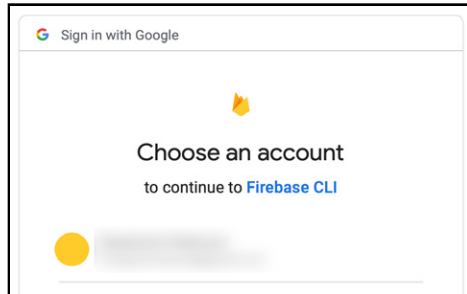 Sign in with Google
Choose an account
to continue to Firebase CLI